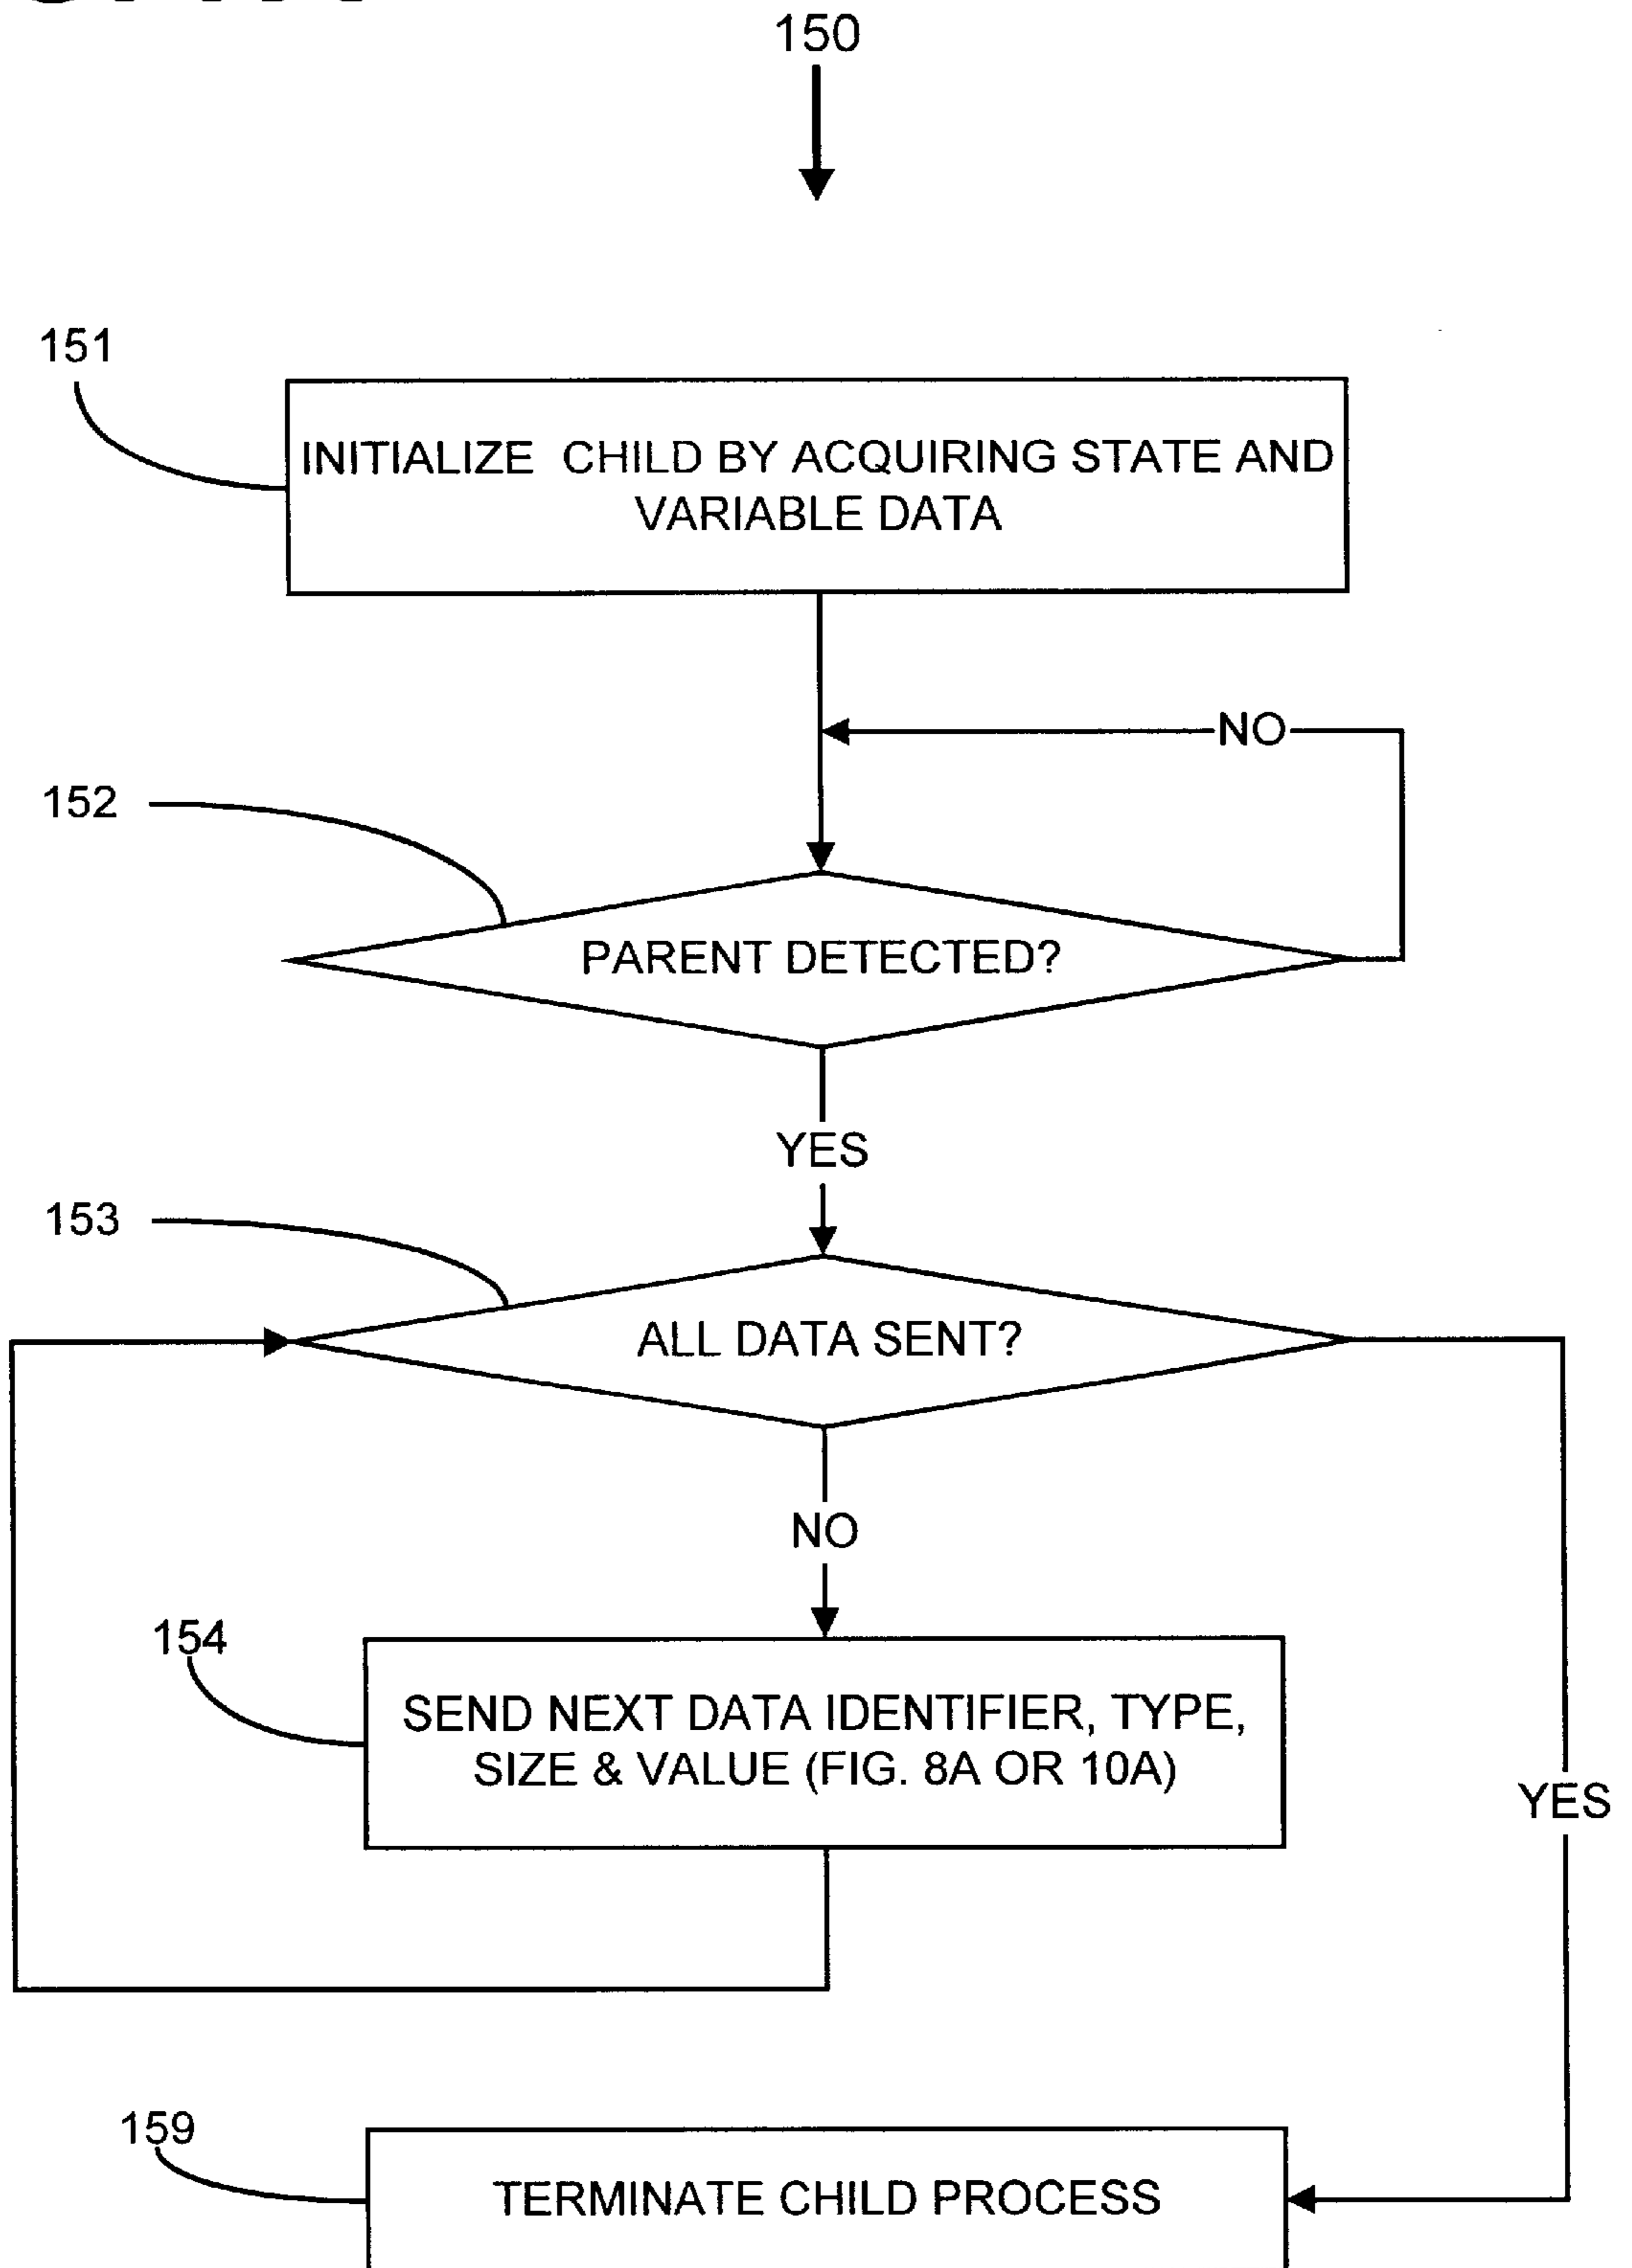 150
151
INITIALIZE CHILD BY ACQUIRING STATE AND
VARIABLE DATA
NO
152
PARENT DETECTED?
YES
153
ALL DATA SENT?
NO
154
SEND NEXT DATA IDENTIFIER, TYPE,
SIZE & VALUE (FIG. 8A OR 10A)
YES
159
TERMINATE CHILD PROCESS